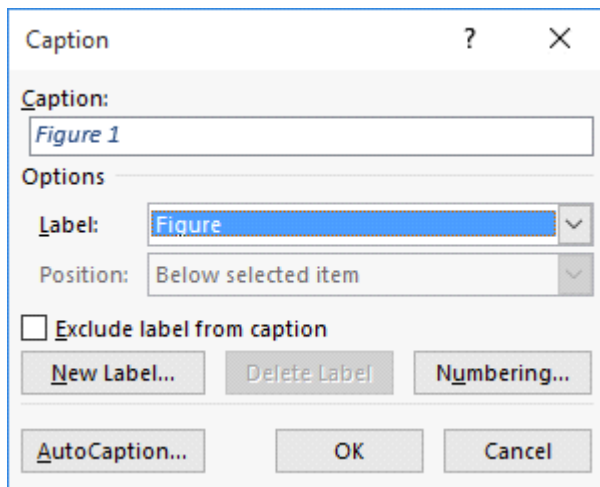 Caption ?
Caption:
Figure 1
Options
Label: Figure
Position: Below selected item
Exclude label from caption
New Label... Delete Label Numbering...
AutoCaption... OK Cancel